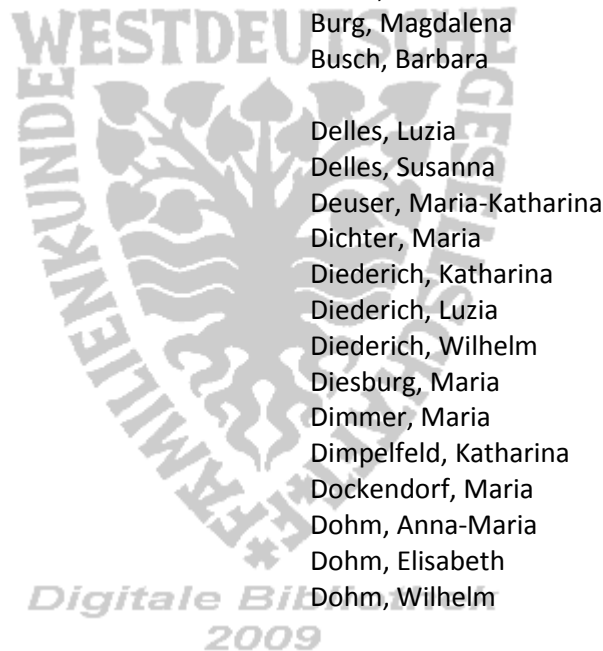 Burg, Magdalena
Busch, Barbara
Delles, Luzia
Delles, Susanna
Deuser, Maria-Katharina
Dichter, Maria
Diederich, Katharina
Diederich, Luzia
Diederich, Wilhelm
Diesburg, Maria
Dimmer, Maria
Dimpelfeld, Katharina
Dockendorf, Maria
Dohm, Anna-Maria
Dohm, Elisabeth
Dohm, Wilhelm
WESTDEUTSCHE GESELLSCHAFT
FAMILIENKUNDE
Digitale Bibliothek
2009